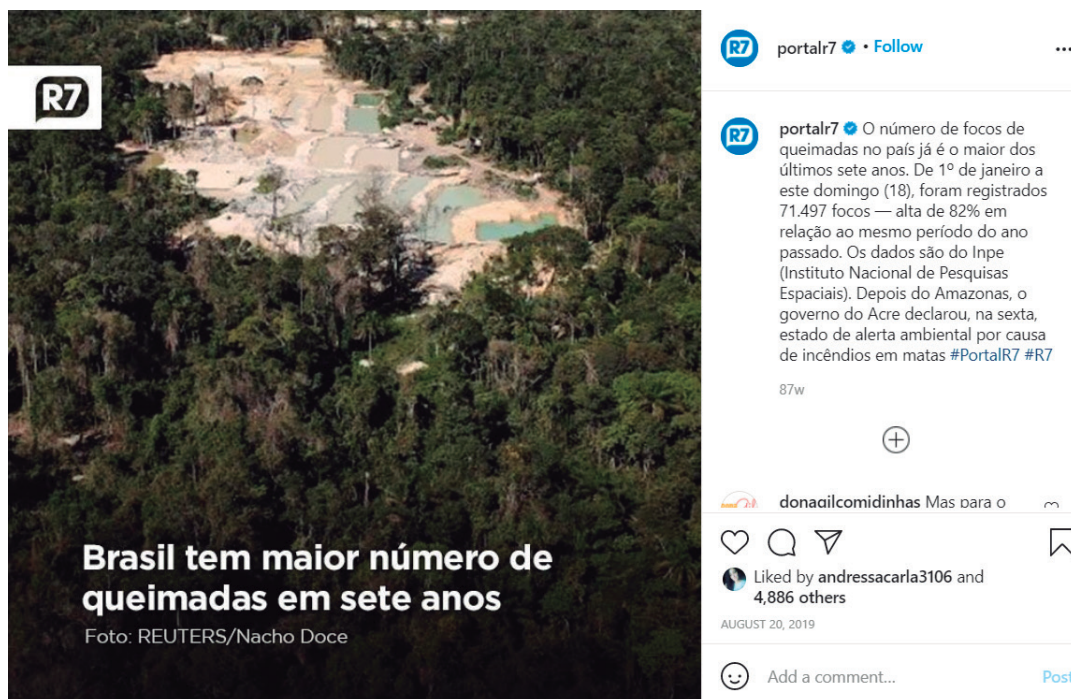 R7
Brasil tem maior número de
queimadas em sete anos
Foto: REUTERS/Nacho Doce
R7
portalr7 • Follow
R7
portalr7 O número de focos de
queimadas no país já é o maior dos
últimos sete anos. De 1º de janeiro a
este domingo (18), foram registrados
71.497 focos — alta de 82% em
relação ao mesmo período do ano
passado. Os dados são do Inpe
(Instituto Nacional de Pesquisas
Espaciais). Depois do Amazonas, o
governo do Acre declarou, na sexta,
estado de alerta ambiental por causa
de incêndios em matas #PortalR7 #R7
87w
donagilcomidinhas Mas para o
Liked by andressacarla3106 and
4,886 others
AUGUST 20, 2019
Add a comment...
Post